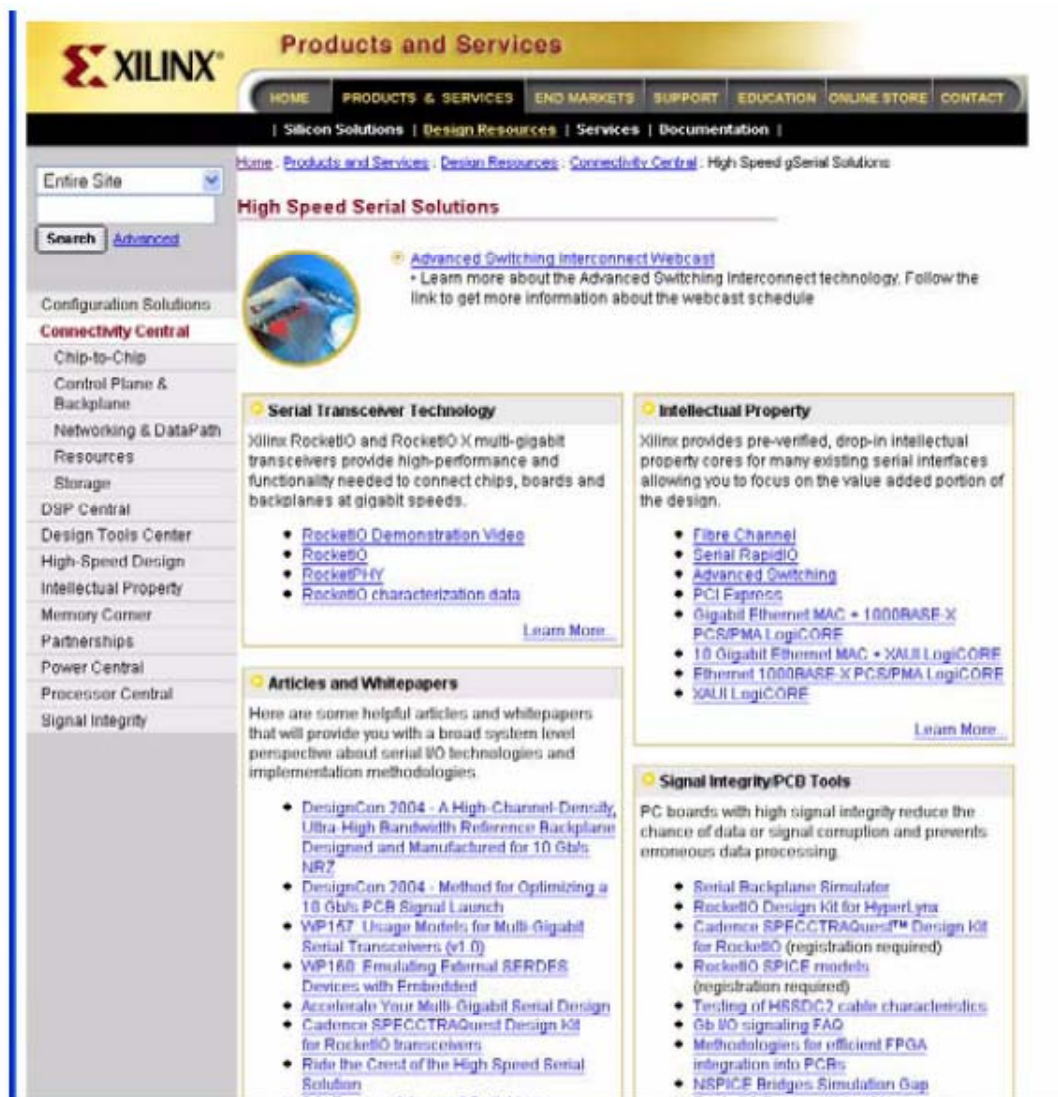 XILINX®
Products and Services
HOME PRODUCTS & SERVICES END MARKETS SUPPORT EDUCATION ONLINE STORE CONTACT
| Silicon Solutions | Design Resources | Services | Documentation |
Home : Products and Services : Design Resources : Connectivity Central : High Speed gSerial Solutions
Entire Site
Search Advanced
Configuration Solutions
Connectivity Central
Chip-to-Chip
Control Plane &
Backplane
Networking & DataPath
Resources
Storage
DSP Central
Design Tools Center
High-Speed Design
Intellectual Property
Memory Corner
Partnerships
Power Central
Processor Central
Signal Integrity
High Speed Serial Solutions
Advanced Switching Interconnect Webcast
• Learn more about the Advanced Switching Interconnect technology. Follow the
link to get more information about the webcast schedule
Serial Transceiver Technology
Xilinx RocketIO and RocketIO X multi-gigabit
transceivers provide high-performance and
functionality needed to connect chips, boards and
backplanes at gigabit speeds.
RocketIO Demonstration Video
RocketIO
RocketPHY
RocketIO characterization data
Learn More...
Articles and Whitepapers
Here are some helpful articles and whitepapers
that will provide you with a broad system level
perspective about serial I/O technologies and
implementation methodologies.
DesignCon 2004 - A High-Channel-Density,
Ultra-High Bandwidth Reference Backplane
Designed and Manufactured for 10 Gb/s
NRZ
DesignCon 2004 - Method for Optimizing a
10 Gb/s PCB Signal Launch
WP157: Usage Models for Multi-Gigabit
Serial Transceivers (v1.0)
WP160: Emulating External SERDES
Devices with Embedded
Accelerate Your Multi-Gigabit Serial Design
Cadence SPECCTRAQuest Design Kit
for RocketIO transceivers
Ride the Crest of the High Speed Serial
Solution
Intellectual Property
Xilinx provides pre-verified, drop-in intellectual
property cores for many existing serial interfaces
allowing you to focus on the value added portion of
the design.
Fibre Channel
Serial RapidIO
Advanced Switching
PCI Express
Gigabit Ethernet MAC + 1000BASE-X
PCS/PMA LogiCORE
10 Gigabit Ethernet MAC + XAUI LogiCORE
Ethernet 1000BASE-X PCS/PMA LogiCORE
XAUI LogiCORE
Learn More...
Signal Integrity/PCB Tools
PC boards with high signal integrity reduce the
chance of data or signal corruption and prevents
erroneous data processing.
Serial Backplane Simulator
RocketIO Design Kit for HyperLynx
Cadence SPECCTRAQuest™ Design Kit
for RocketIO (registration required)
RocketIO SPICE models
(registration required)
Testing of HSSDC2 cable characteristics
Gb I/O signaling FAQ
Methodologies for efficient FPGA
integration into PCBs
NSPICE Bridges Simulation Gap